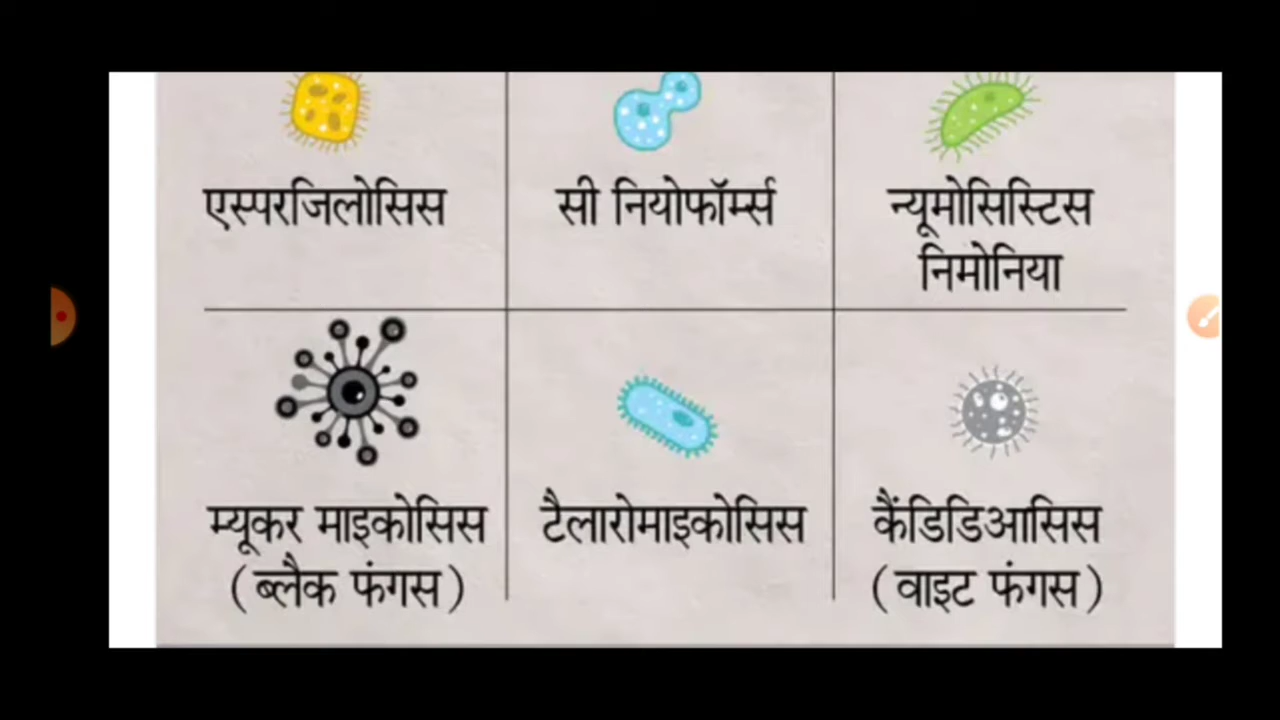 एस्परजिलोसिस
सी नियोफॉर्म्स
न्यूमोसिस्टिस
निमोनिया
म्यूकर माइकोसिस
(ब्लैक फंगस)
टैलारोमाइकोसिस
कैंडिडिआसिस
(वाइट फंगस)